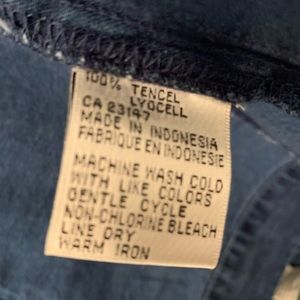 100% TENCEL
LYOCELL
CA 23147
MADE IN INDONESIA
FABRIQUE EN INDONESIE
MACHINE WASH COLD
WITH LIKE COLORS
GENTLE CYCLE
NON-CHLORINE BLEACH
LINE DRY
WARM IRON